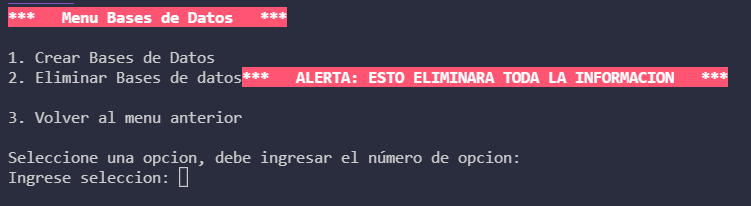 ***   Menu Bases de Datos   ***
1. Crear Bases de Datos
2. Eliminar Bases de datos***   ALERTA: ESTO ELIMINARA TODA LA INFORMACION   ***
3. Volver al menu anterior
Seleccione una opcion, debe ingresar el número de opcion:
Ingrese seleccion: